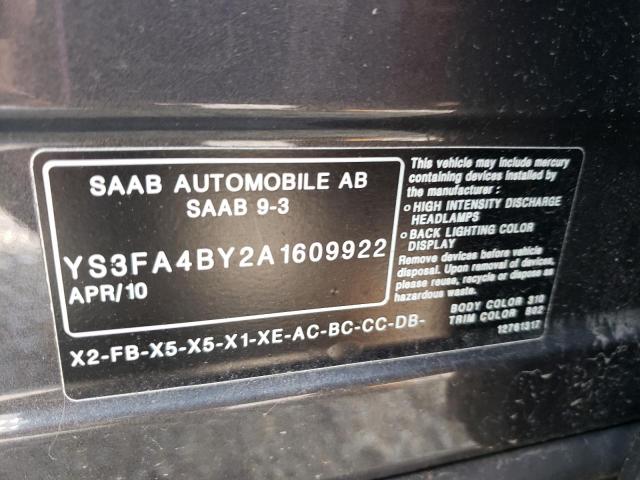 SAAB AUTOMOBILE AB
SAAB 9-3
YS3FA4BY2A1609922
APR/10
X2-FB-X5-X5-X1-XE-AC-BC-CC-DB-
This vehicle may include mercury
containing devices installed by
the manufacturer :
o HIGH INTENSITY DISCHARGE
HEADLAMPS
o BACK LIGHTING COLOR
DISPLAY
Remove devices before vehicle
disposal. Upon removal of devices,
please reuse, recycle or dispose as
hazardous waste.
BODY COLOR 310
TRIM COLOR B02
12761317